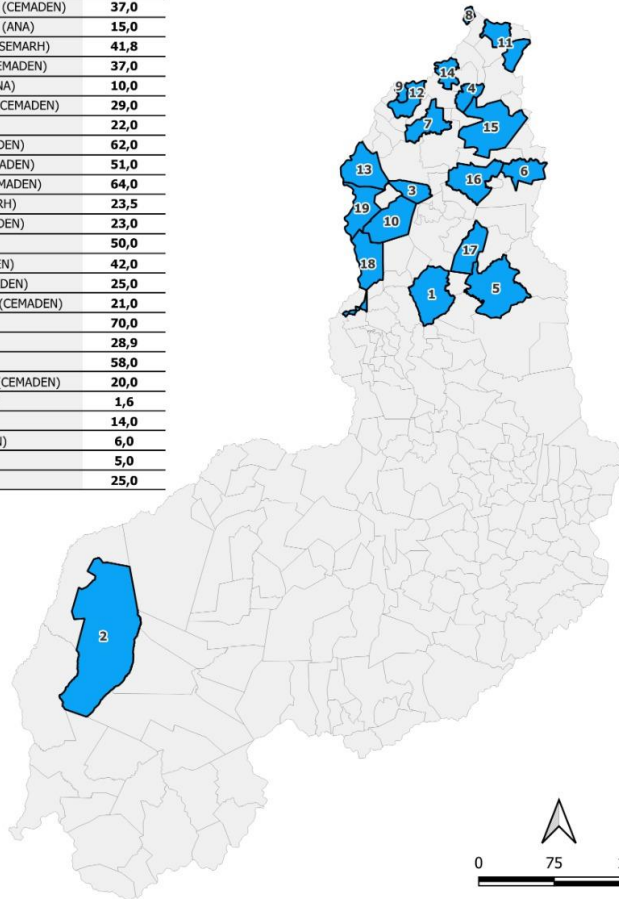 (CEMADEN) 37,0
(ANA) 15,0
SEMARH) 41,8
EMADEN) 37,0
NA) 10,0
CEMADEN) 29,0
22,0
DEN) 62,0
ADEN) 51,0
MADEN) 64,0
RH) 23,5
DEN) 23,0
50,0
EN) 42,0
DEN) 25,0
(CEMADEN) 21,0
70,0
28,9
58,0
(CEMADEN) 20,0
1,6
14,0
N) 6,0
5,0
25,0
8
11
14
9
12
4
7
15
13
3
16
6
19
10
17
18
1
5
2
0 75